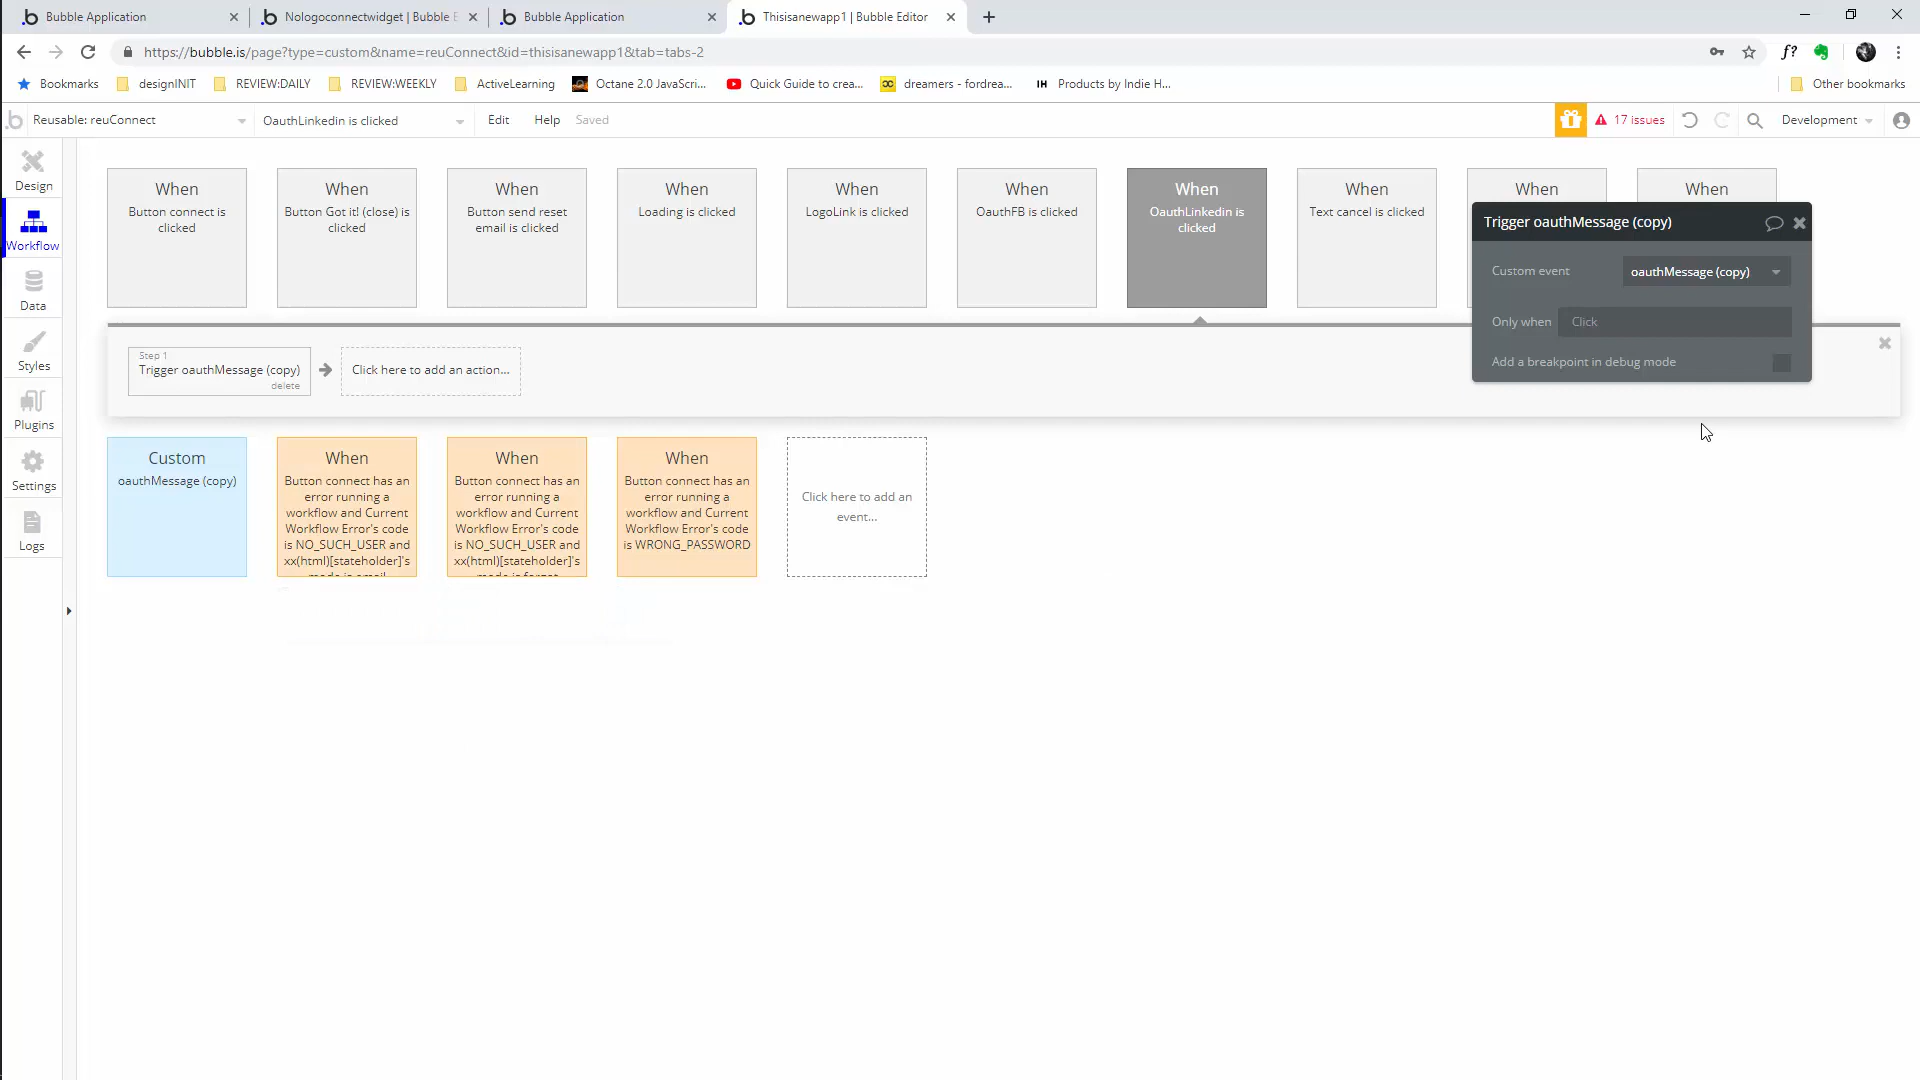 Bubble Application
Nologoconnectwidget | Bubble E
Bubble Application
Thisisanewapp1 | Bubble Editor
https://bubble.is/page?type=custom&name=reuConnect&id=thisisanewapp1&tab=tabs-2
f?
Bookmarks
designINIT
REVIEW:DAILY
REVIEW:WEEKLY
ActiveLearning
Octane 2.0 JavaScri...
Quick Guide to crea...
dreamers - fordrea...
IH
Products by Indie H...
Other bookmarks
.b
Reusable: reuConnect
OauthLinkedin is clicked
Edit
Help
Saved
17 issues
Development
Design
Workflow
Data
Styles
Plugins
Settings
Logs
When
Button connect is
clicked
When
Button Got it! (close) is
clicked
When
Button send reset
email is clicked
When
Loading is clicked
When
LogoLink is clicked
When
OauthFB is clicked
When
OauthLinkedin is
clicked
When
Text cancel is clicked
When
When
Trigger oauthMessage (copy)
Custom event
oauthMessage (copy)
Only when
Click
Add a breakpoint in debug mode
Step 1
Trigger oauthMessage (copy)
delete
Click here to add an action...
Custom
oauthMessage (copy)
When
Button connect has an
error running a
workflow and Current
Workflow Error's code
is NO_SUCH_USER and
xx(html)[stateholder]'s
When
Button connect has an
error running a
workflow and Current
Workflow Error's code
is NO_SUCH_USER and
xx(html)[stateholder]'s
When
Button connect has an
error running a
workflow and Current
Workflow Error's code
is WRONG_PASSWORD
Click here to add an
event...